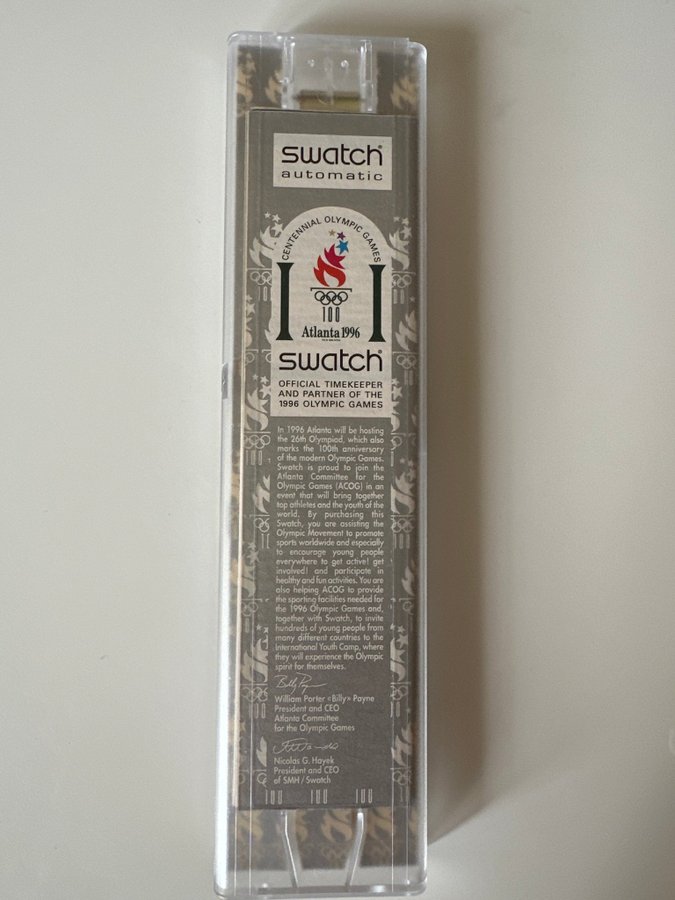 swatch®
automatic
CENTENNIAL OLYMPIC GAMES
100
Atlanta 1996
swatch®
OFFICIAL TIMEKEEPER
AND PARTNER OF THE
1996 OLYMPIC GAMES
In 1996 Atlanta will be hosting
the 26th Olympiad, which also
marks the 100th anniversary
of the modern Olympic Games.
Swatch is proud to join the
Atlanta Committee for the
Olympic Games (ACOG) in an
event that will bring together
top athletes and the youth of the
world. By purchasing this
Swatch, you are assisting the
Olympic Movement to promote
sports worldwide and especially
to encourage young people
everywhere to get active! get
involved! and participate in
healthy and fun activities. You are
also helping ACOG to provide
the sporting facilities needed for
the 1996 Olympic Games and,
together with Swatch, to invite
hundreds of young people from
many different countries to the
International Youth Camp, where
they will experience the Olympic
spirit for themselves.
Billy Payne
William Porter «Billy» Payne
President and CEO
Atlanta Committee
for the Olympic Games
Nicolas G. Hayek
President and CEO
of SMH / Swatch
100 100 100